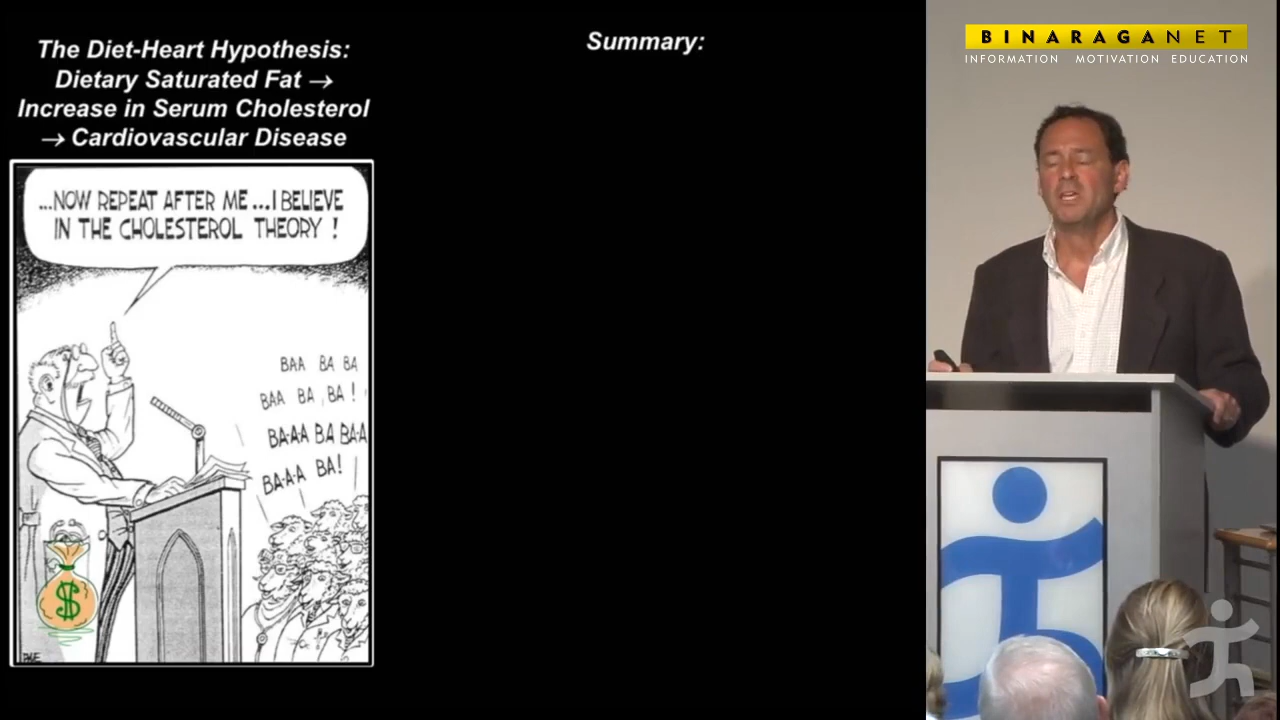 The Diet-Heart Hypothesis:
Dietary Saturated Fat →
Increase in Serum Cholesterol
→ Cardiovascular Disease
...NOW REPEAT AFTER ME...I BELIEVE
IN THE CHOLESTEROL THEORY !
BAA BA BA
BAA BA, BA!
BA-AA BA BA-A
BA-A-A BA!
$
Summary:
BINARAGANET
INFORMATION MOTIVATION EDUCATION